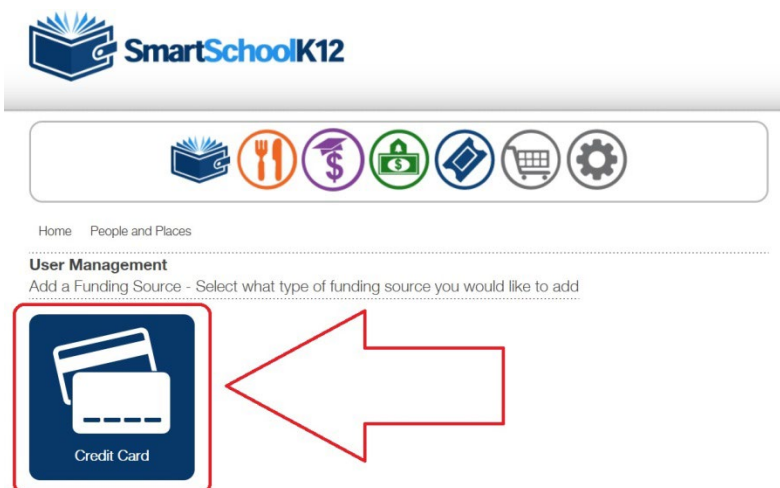 SmartSchoolK12
Home People and Places
User Management
Add a Funding Source - Select what type of funding source you would like to add
Credit Card